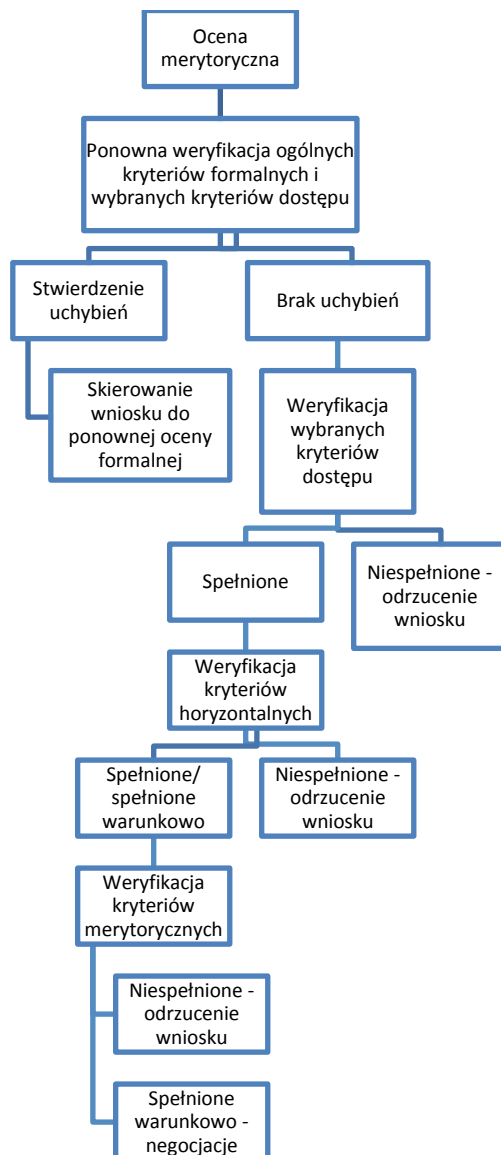 Ocena
merytoryczna
Ponowna weryfikacja ogólnych
kryteriów formalnych i
wybranych kryteriów dostępu
Stwierdzenie
uchybień
Brak uchybień
Skierowanie
wniosku do
ponownej oceny
formalnej
Weryfikacja
wybranych
kryteriów
dostępu
Spełnione
Niespełnione -
odrzucenie
wniosku
Weryfikacja
kryteriów
horyzontalnych
Spełnione/
spełnione
warunkowo
Niespełnione -
odrzucenie
wniosku
Weryfikacja
kryteriów
merytorycznych
Niespełnione -
odrzucenie
wniosku
Spełnione
warunkowo -
negocjacje